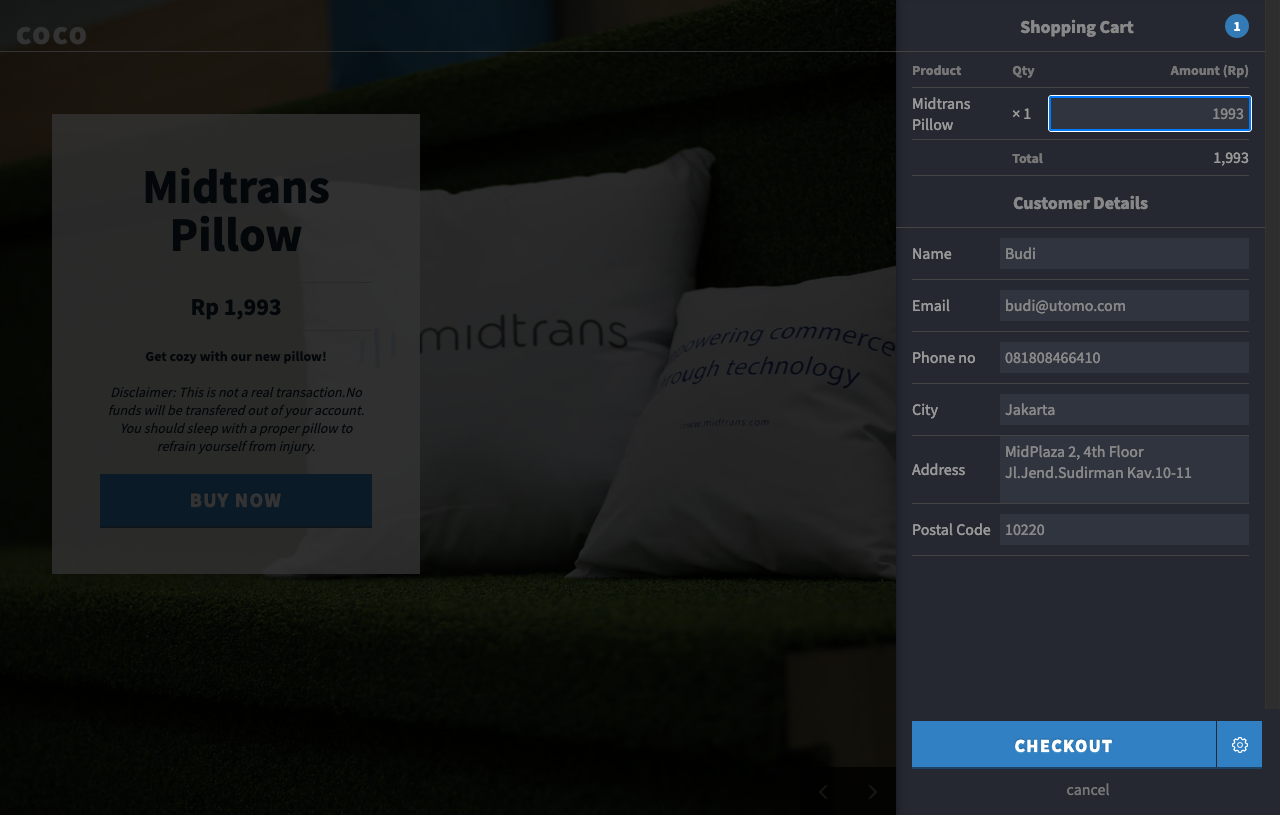 COCO
Midtrans
Pillow
Rp 1,993
Get cozy with our new pillow!
Disclaimer: This is not a real transaction.No
funds will be transfered out of your account.
You should sleep with a proper pillow to
refrain yourself from injury.
BUY NOW
midtrans
powering commerce
through technology
www.midtrans.com
Shopping Cart
1
Product Qty Amount (Rp)
Midtrans
Pillow × 1 1993
Total 1,993
Customer Details
Name Budi
Email budi@utomo.com
Phone no 081808466410
City Jakarta
Address MidPlaza 2, 4th Floor
Jl.Jend.Sudirman Kav.10-11
Postal Code 10220
CHECKOUT
cancel